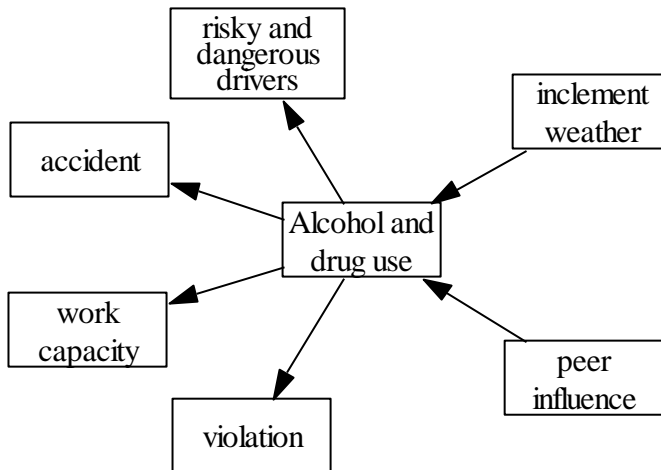 risky and
dangerous
drivers
inclement
weather
accident
Alcohol and
drug use
work
capacity
peer
influence
violation